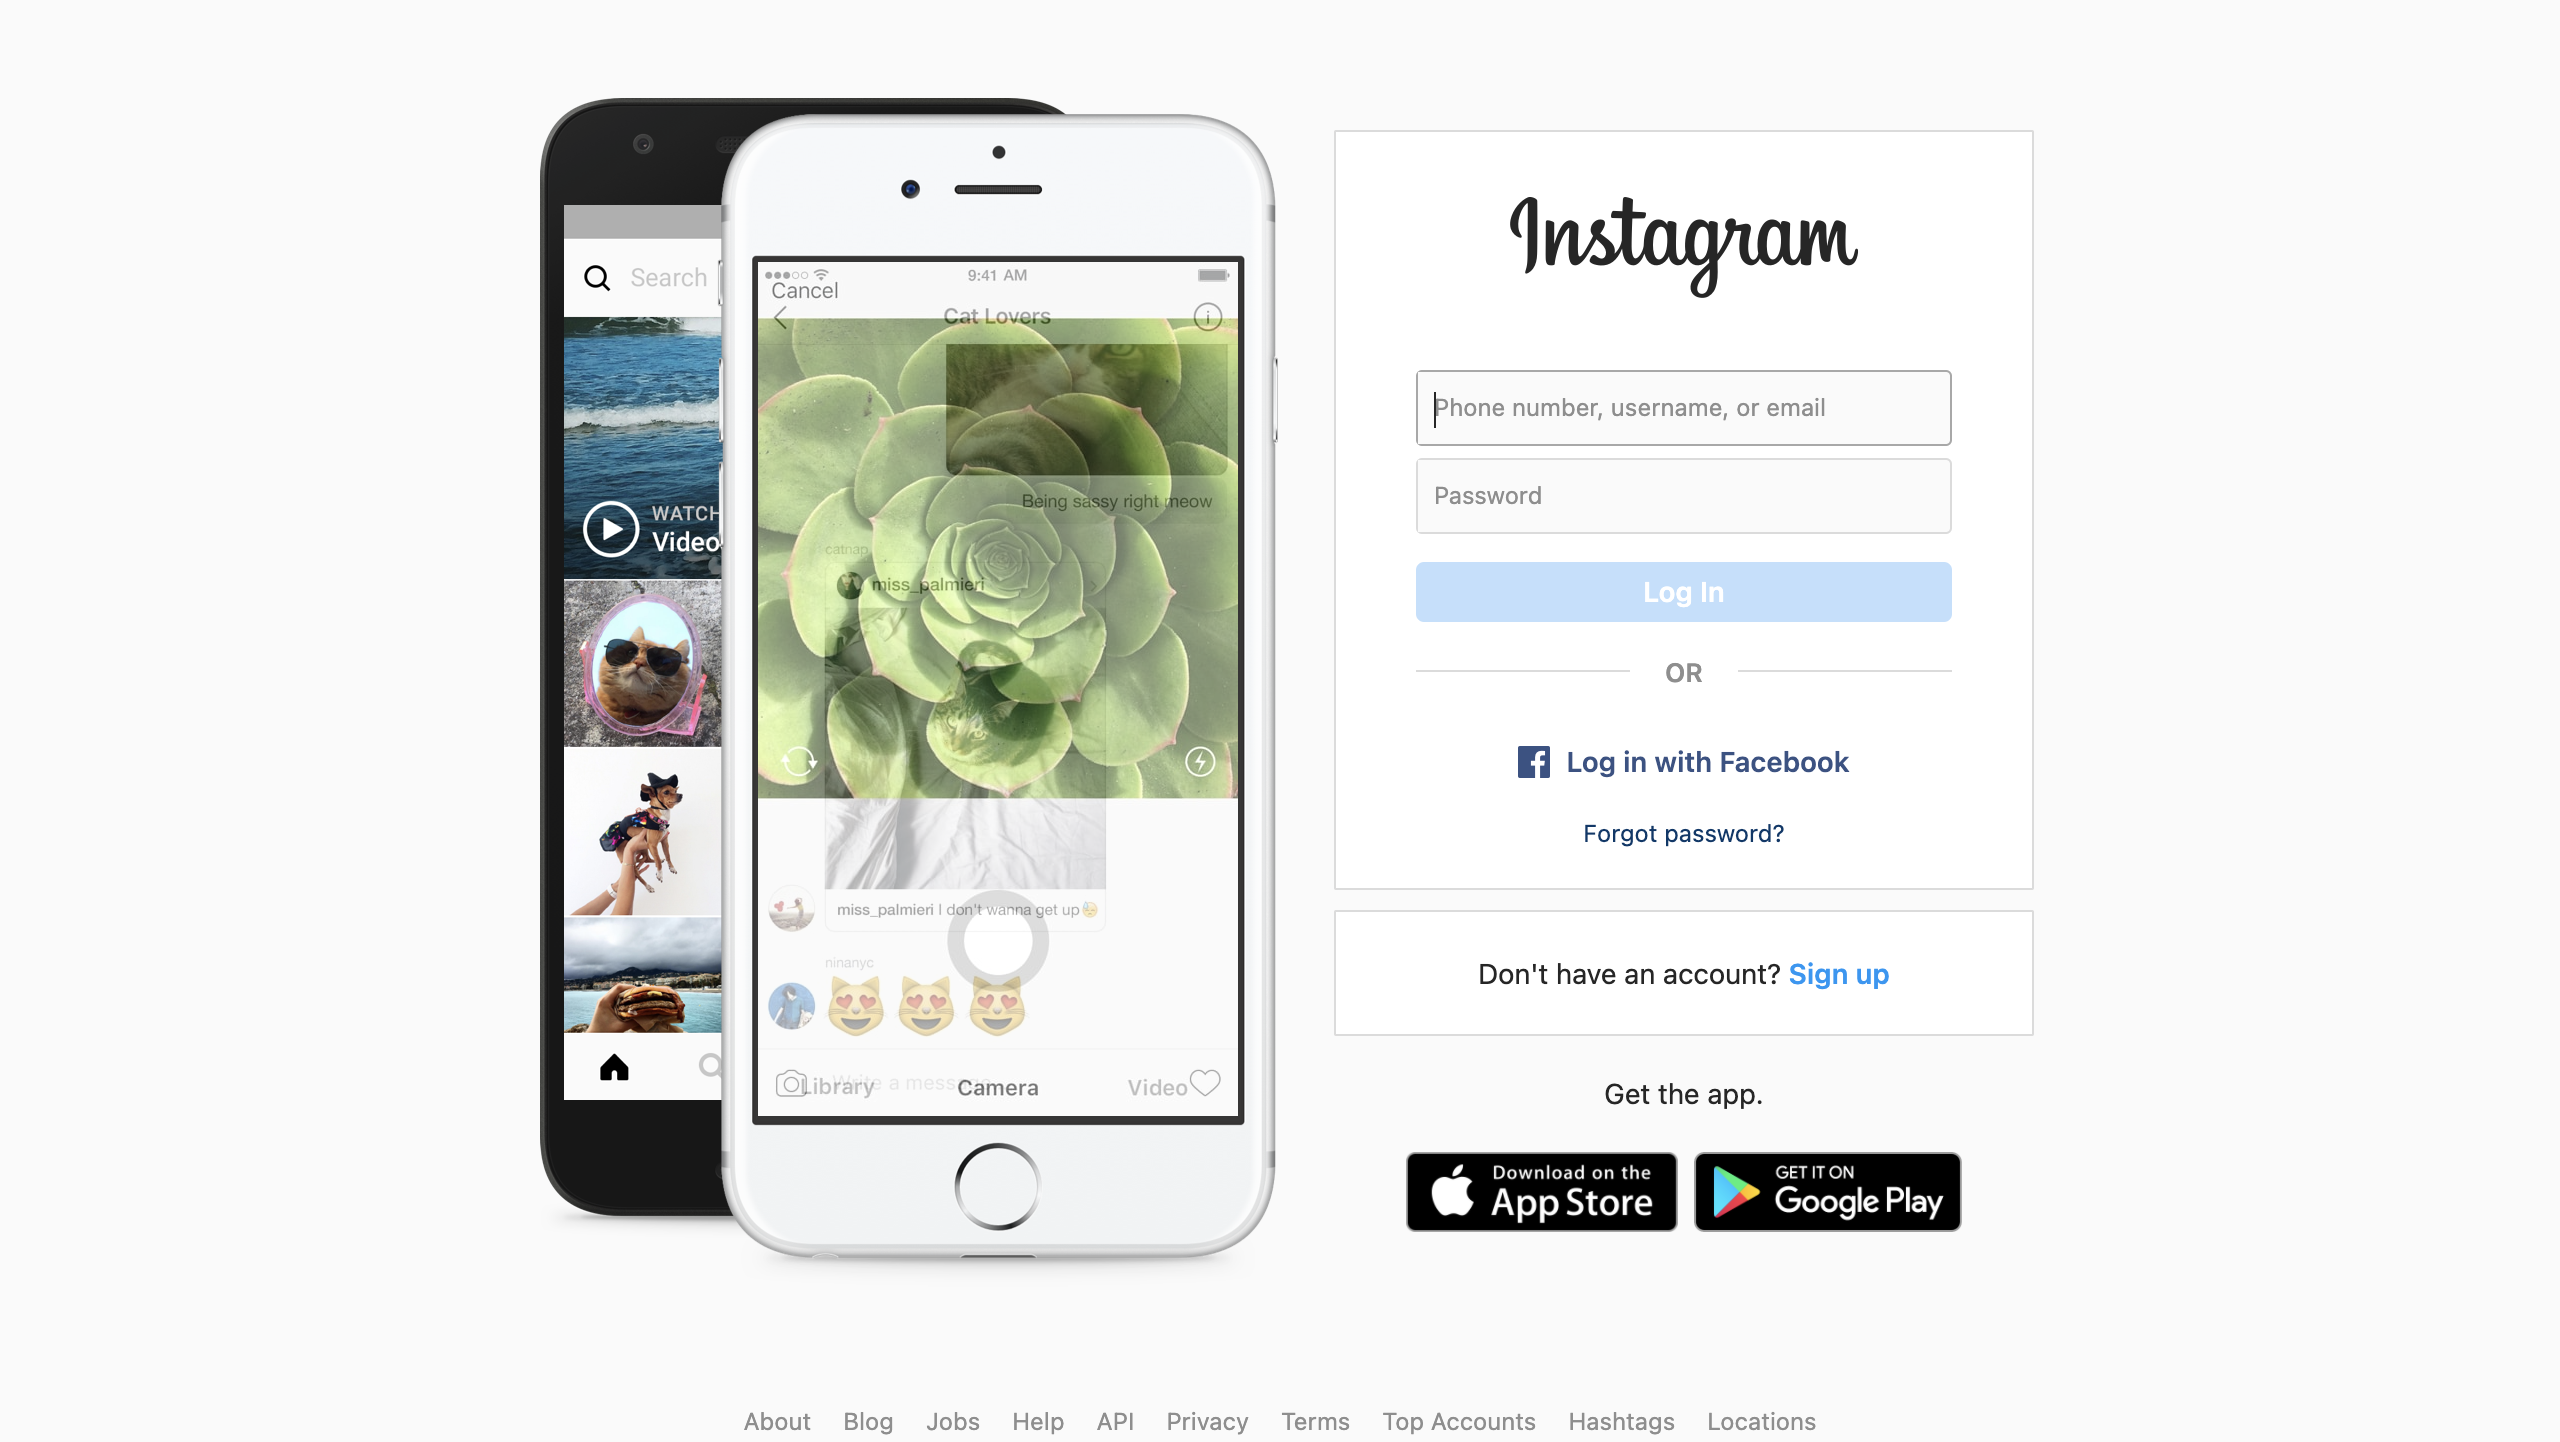 Search
WATCH
Video
9:41 AM
Cancel
Cat Lovers
Being sassy right meow
catnap
miss_palmieri
miss_palmieri I don't wanna get up
ninanyc
Library
Write a message
Camera
Video
Instagram
Phone number, username, or email
Password
Log In
OR
Log in with Facebook
Forgot password?
Don't have an account? Sign up
Get the app.
Download on the
App Store
GET IT ON
Google Play
About Blog Jobs Help API Privacy Terms Top Accounts Hashtags Locations